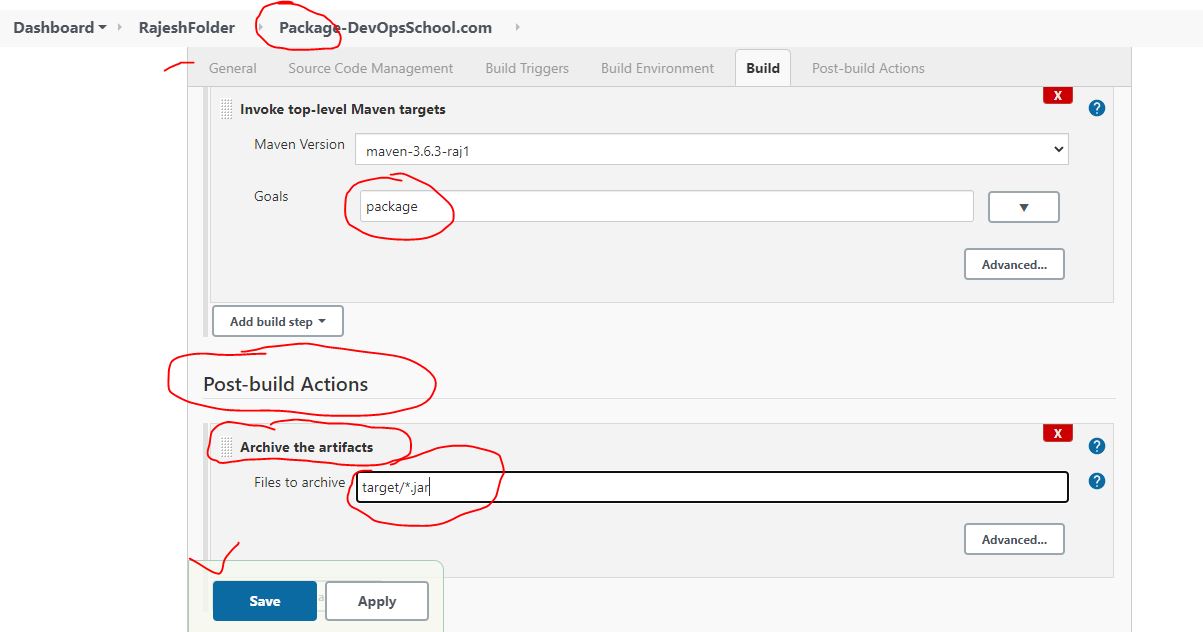 Dashboard RajeshFolder Package-DevOpsSchool.com
General Source Code Management Build Triggers Build Environment Build Post-build Actions
Invoke top-level Maven targets X ?
Maven Version maven-3.6.3-raj1
Goals package
Advanced...
Add build step
Post-build Actions
Archive the artifacts X ?
Files to archive target/*.jar ?
Advanced...
Save Apply